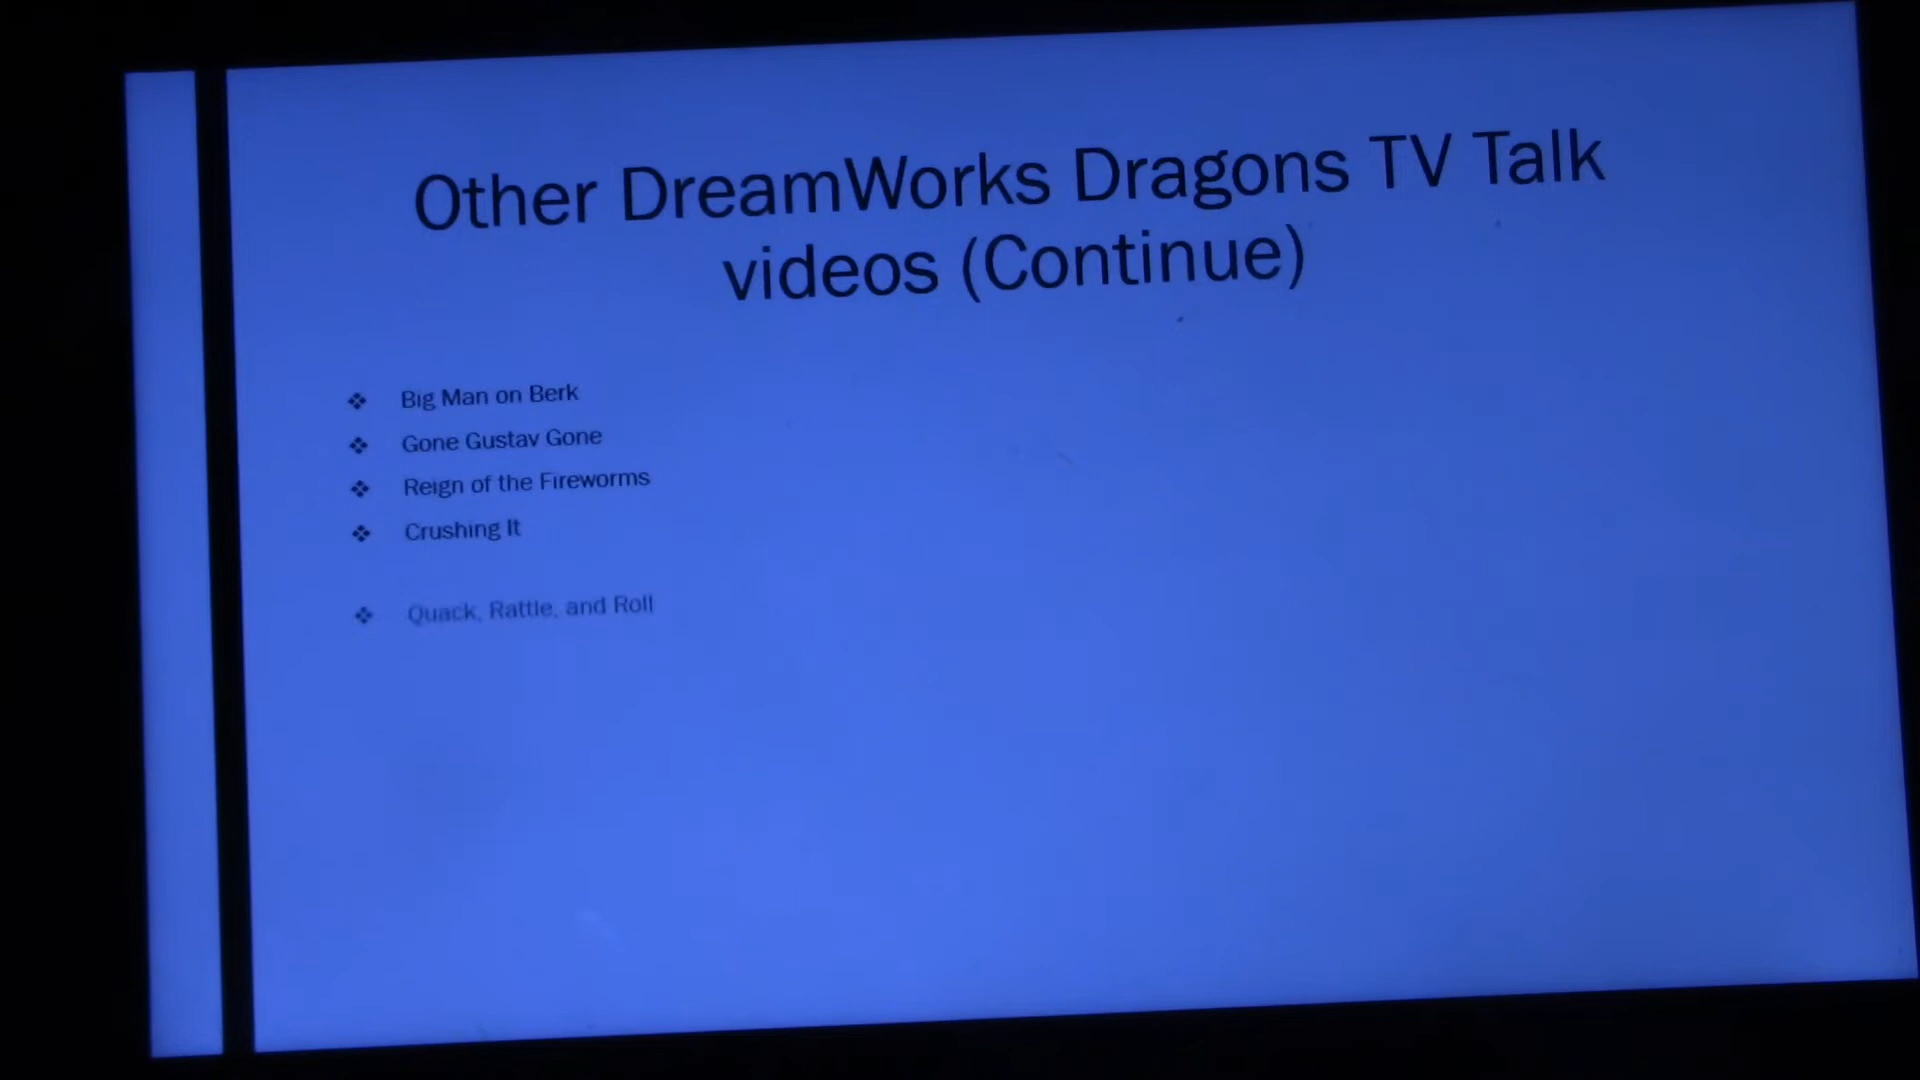 Other DreamWorks Dragons TV Talk
videos (Continue)
Big Man on Berk
Gone Gustav Gone
Reign of the Fireworms
Crushing It
Quack, Rattle, and Roll